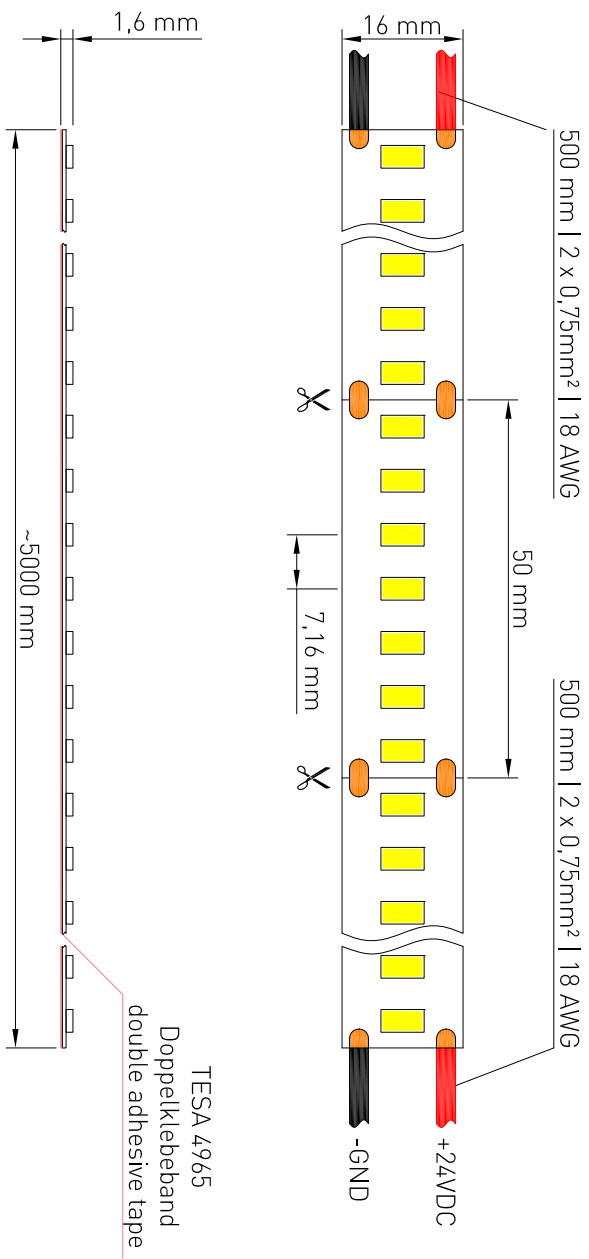 500 mm | 2 x 0,75mm² | 18 AWG
500 mm | 2 x 0,75mm² | 18 AWG
50 mm
+24VDC
-GND
16 mm
7,16 mm
1,6 mm
TESA 4965
Doppelklebeband
double adhesive tape
~5000 mm